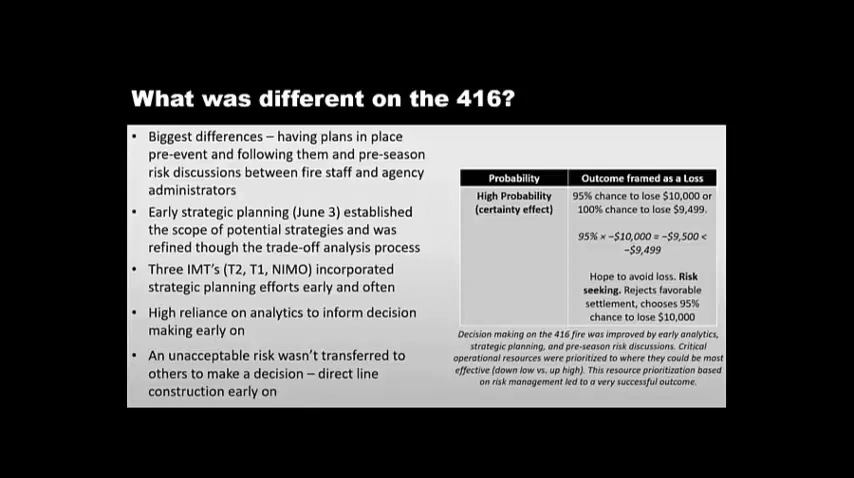 What was different on the 416?
• Biggest differences – having plans in place
pre-event and following them and pre-season
risk discussions between fire staff and agency
administrators
• Early strategic planning (June 3) established
the scope of potential strategies and was
refined though the trade-off analysis process
• Three IMT's (T2, T1, NIMO) incorporated
strategic planning efforts early and often
• High reliance on analytics to inform decision
making early on
• An unacceptable risk wasn't transferred to
others to make a decision – direct line
construction early on
Probability
Outcome framed as a Loss
High Probability
(certainty effect)
95% chance to lose $10,000 or
100% chance to lose $9,499.
95% × –$10,000 = –$9,500 <
–$9,499
Hope to avoid loss. Risk
seeking. Rejects favorable
settlement, chooses 95%
chance to lose $10,000
Decision making on the 416 fire was improved by early analytics,
strategic planning, and pre-season risk discussions. Critical
operational resources were prioritized to where they could be most
effective (down low vs. up high). This resource prioritization based
on risk management led to a very successful outcome.